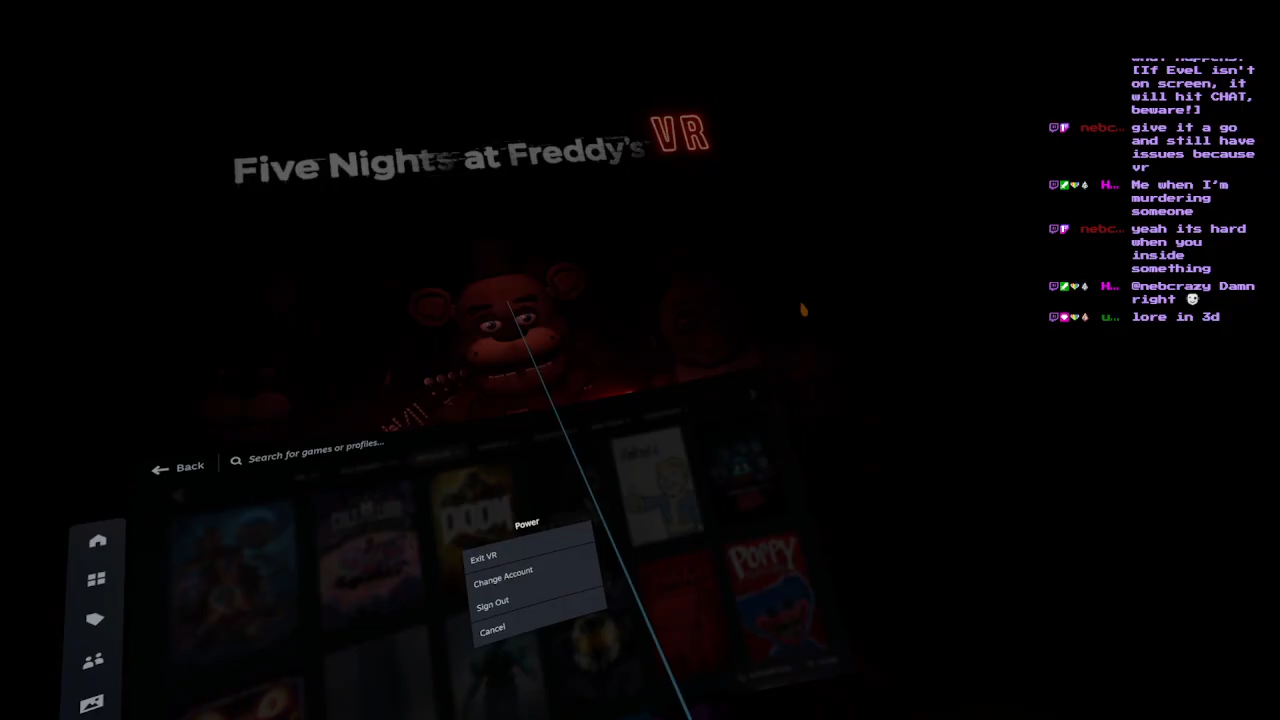 [If EveL isn't
on screen, it
will hit CHAT,
beware!]
nebc... give it a go
and still have
issues because
vr
H... Me when I'm
murdering
someone
nebc... yeah its hard
when you
inside
something
H... @nebcrazy Damn
right
u... lore in 3d
Five Nights at Freddy's VR
Back
Search for games or profiles...
DOOM
POPPY
Power
Exit VR
Change Account
Sign Out
Cancel